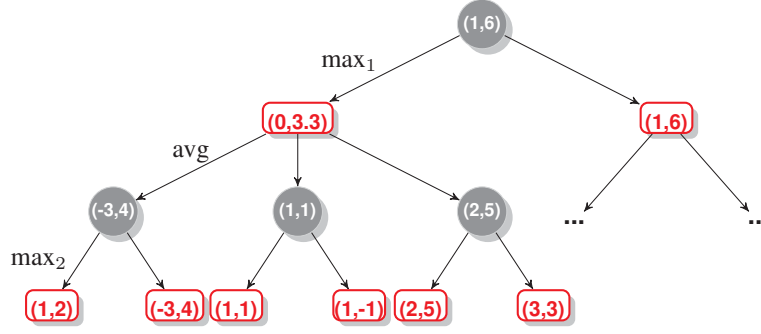 (1,6)
max₁
(0,3.3) (1,6)
avg
(-3,4) (1,1) (2,5) ... ..
max₂
(1,2) (-3,4) (1,1) (1,-1) (2,5) (3,3)